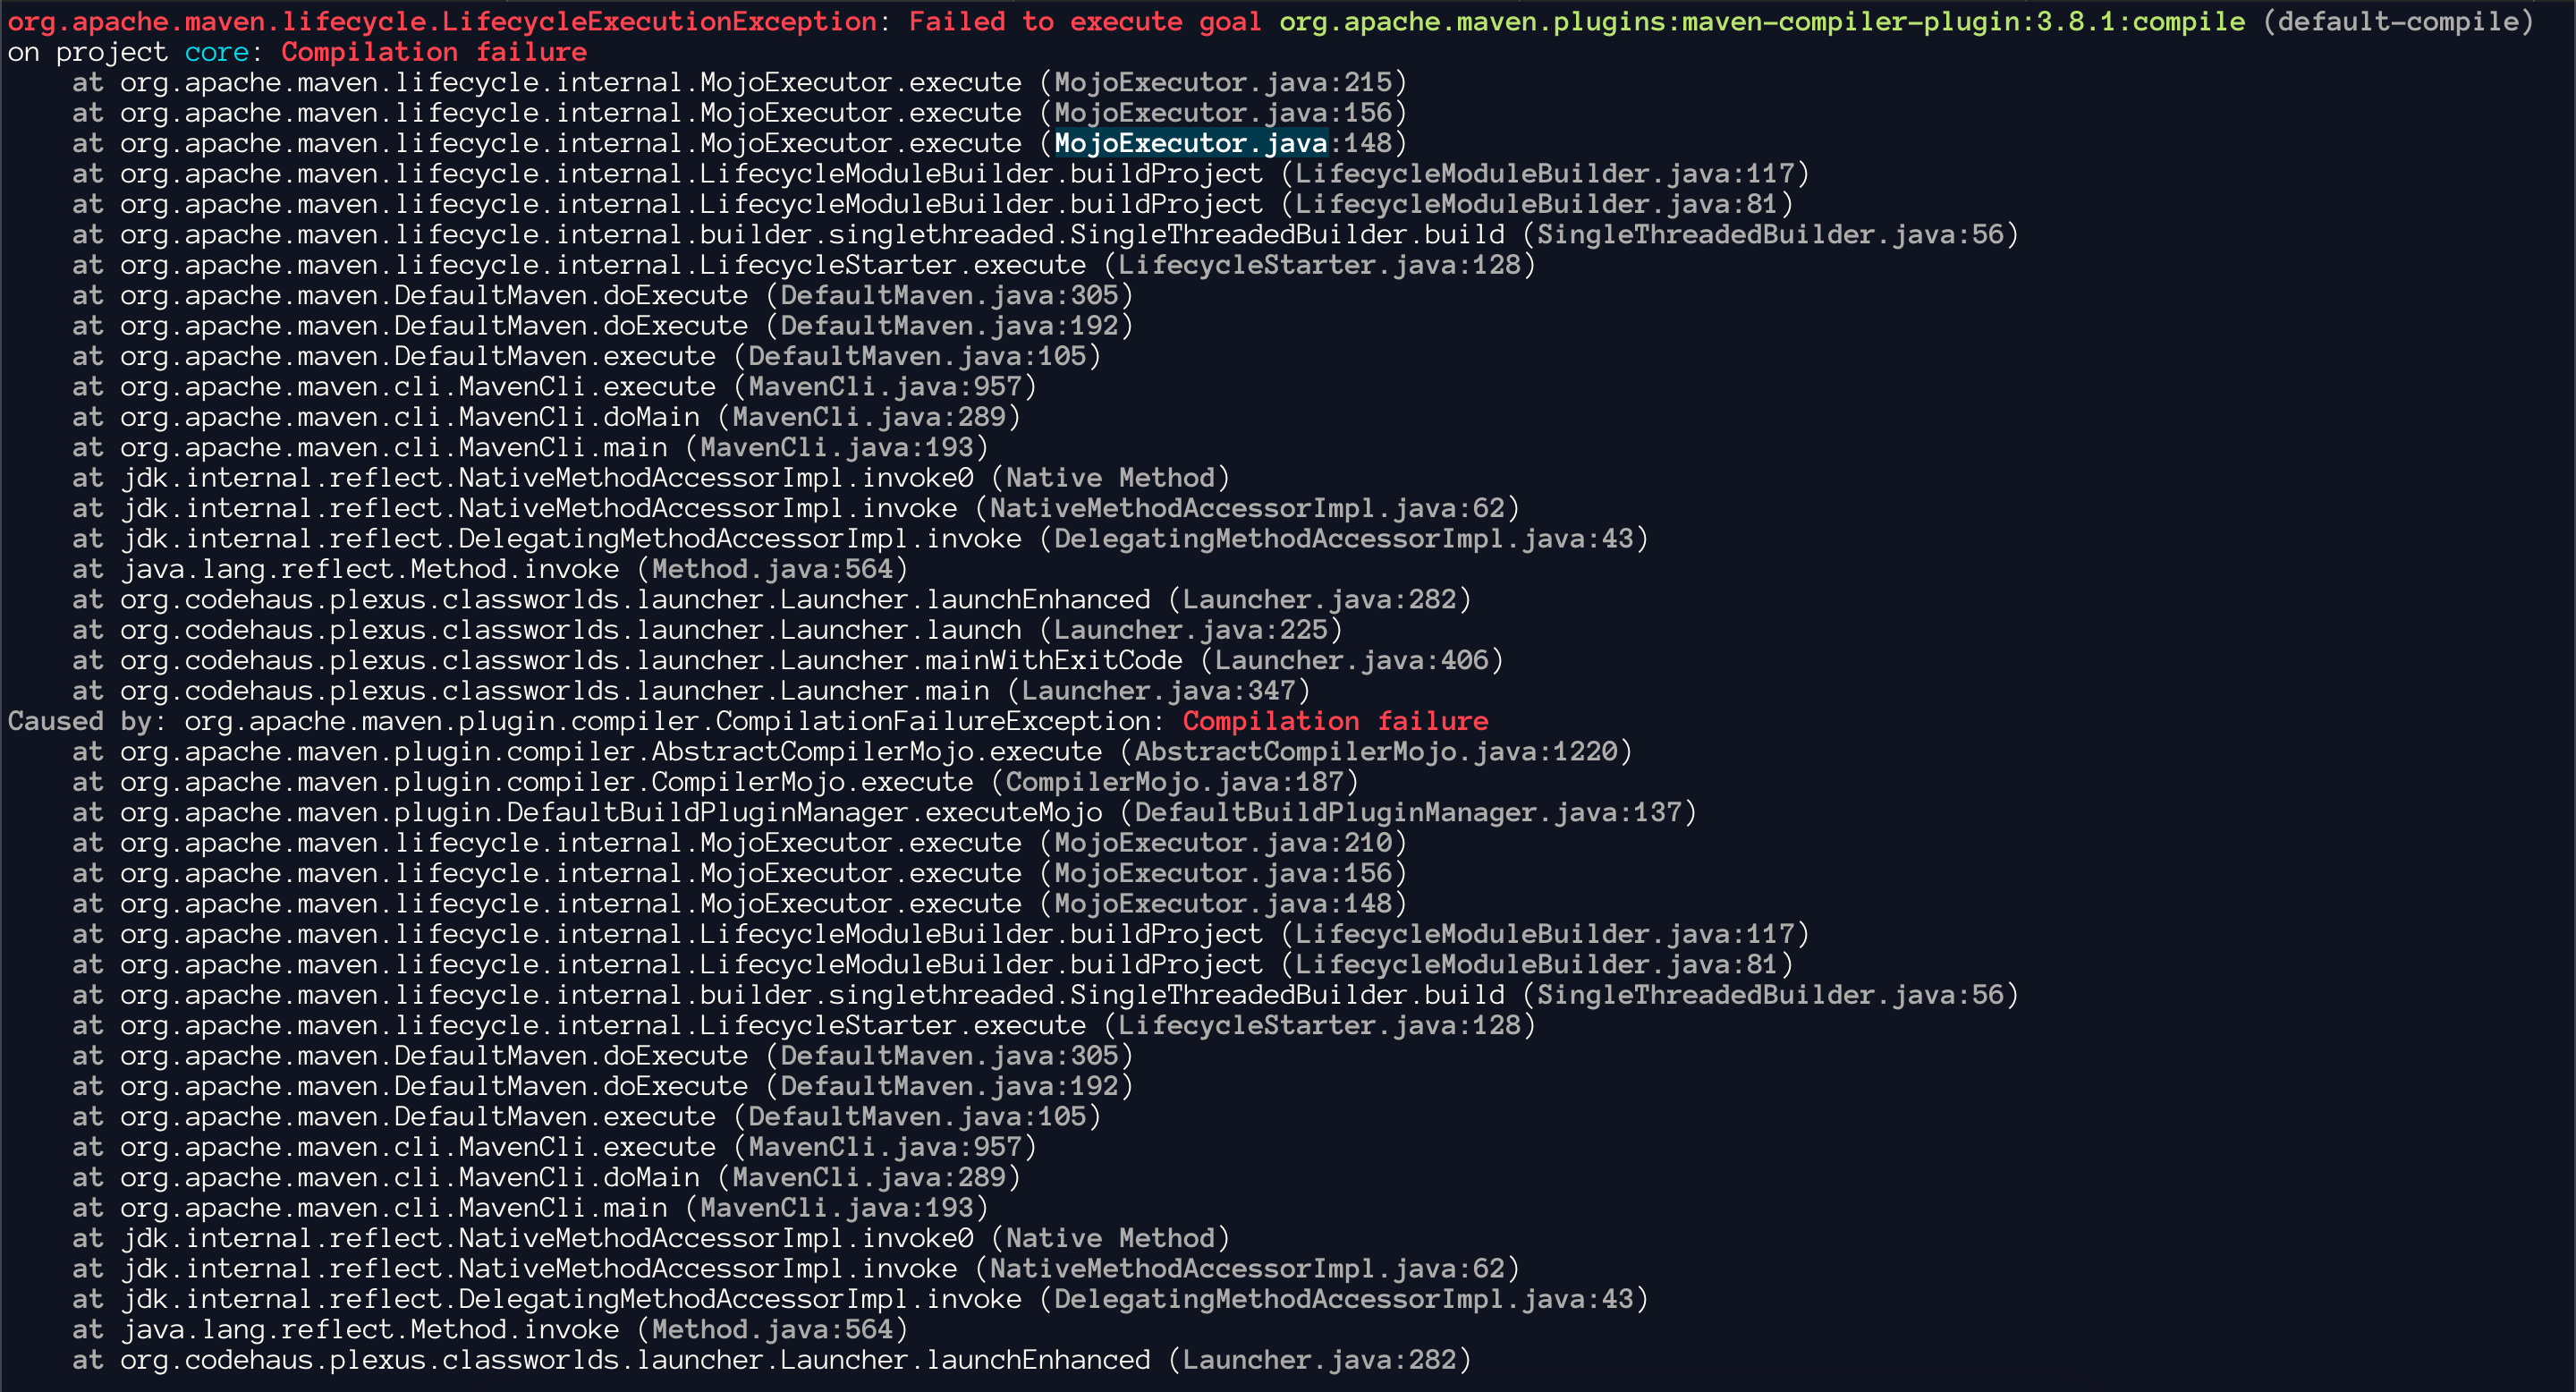 org.apache.maven.lifecycle.LifecycleExecutionException: Failed to execute goal org.apache.maven.plugins:maven-compiler-plugin:3.8.1:compile (default-compile)
on project core: Compilation failure
    at org.apache.maven.lifecycle.internal.MojoExecutor.execute (MojoExecutor.java:215)
    at org.apache.maven.lifecycle.internal.MojoExecutor.execute (MojoExecutor.java:156)
    at org.apache.maven.lifecycle.internal.MojoExecutor.execute (MojoExecutor.java:148)
    at org.apache.maven.lifecycle.internal.LifecycleModuleBuilder.buildProject (LifecycleModuleBuilder.java:117)
    at org.apache.maven.lifecycle.internal.LifecycleModuleBuilder.buildProject (LifecycleModuleBuilder.java:81)
    at org.apache.maven.lifecycle.internal.builder.singlethreaded.SingleThreadedBuilder.build (SingleThreadedBuilder.java:56)
    at org.apache.maven.lifecycle.internal.LifecycleStarter.execute (LifecycleStarter.java:128)
    at org.apache.maven.DefaultMaven.doExecute (DefaultMaven.java:305)
    at org.apache.maven.DefaultMaven.doExecute (DefaultMaven.java:192)
    at org.apache.maven.DefaultMaven.execute (DefaultMaven.java:105)
    at org.apache.maven.cli.MavenCli.execute (MavenCli.java:957)
    at org.apache.maven.cli.MavenCli.doMain (MavenCli.java:289)
    at org.apache.maven.cli.MavenCli.main (MavenCli.java:193)
    at jdk.internal.reflect.NativeMethodAccessorImpl.invoke0 (Native Method)
    at jdk.internal.reflect.NativeMethodAccessorImpl.invoke (NativeMethodAccessorImpl.java:62)
    at jdk.internal.reflect.DelegatingMethodAccessorImpl.invoke (DelegatingMethodAccessorImpl.java:43)
    at java.lang.reflect.Method.invoke (Method.java:564)
    at org.codehaus.plexus.classworlds.launcher.Launcher.launchEnhanced (Launcher.java:282)
    at org.codehaus.plexus.classworlds.launcher.Launcher.launch (Launcher.java:225)
    at org.codehaus.plexus.classworlds.launcher.Launcher.mainWithExitCode (Launcher.java:406)
    at org.codehaus.plexus.classworlds.launcher.Launcher.main (Launcher.java:347)
Caused by: org.apache.maven.plugin.compiler.CompilationFailureException: Compilation failure
    at org.apache.maven.plugin.compiler.AbstractCompilerMojo.execute (AbstractCompilerMojo.java:1220)
    at org.apache.maven.plugin.compiler.CompilerMojo.execute (CompilerMojo.java:187)
    at org.apache.maven.plugin.DefaultBuildPluginManager.executeMojo (DefaultBuildPluginManager.java:137)
    at org.apache.maven.lifecycle.internal.MojoExecutor.execute (MojoExecutor.java:210)
    at org.apache.maven.lifecycle.internal.MojoExecutor.execute (MojoExecutor.java:156)
    at org.apache.maven.lifecycle.internal.MojoExecutor.execute (MojoExecutor.java:148)
    at org.apache.maven.lifecycle.internal.LifecycleModuleBuilder.buildProject (LifecycleModuleBuilder.java:117)
    at org.apache.maven.lifecycle.internal.LifecycleModuleBuilder.buildProject (LifecycleModuleBuilder.java:81)
    at org.apache.maven.lifecycle.internal.builder.singlethreaded.SingleThreadedBuilder.build (SingleThreadedBuilder.java:56)
    at org.apache.maven.lifecycle.internal.LifecycleStarter.execute (LifecycleStarter.java:128)
    at org.apache.maven.DefaultMaven.doExecute (DefaultMaven.java:305)
    at org.apache.maven.DefaultMaven.doExecute (DefaultMaven.java:192)
    at org.apache.maven.DefaultMaven.execute (DefaultMaven.java:105)
    at org.apache.maven.cli.MavenCli.execute (MavenCli.java:957)
    at org.apache.maven.cli.MavenCli.doMain (MavenCli.java:289)
    at org.apache.maven.cli.MavenCli.main (MavenCli.java:193)
    at jdk.internal.reflect.NativeMethodAccessorImpl.invoke0 (Native Method)
    at jdk.internal.reflect.NativeMethodAccessorImpl.invoke (NativeMethodAccessorImpl.java:62)
    at jdk.internal.reflect.DelegatingMethodAccessorImpl.invoke (DelegatingMethodAccessorImpl.java:43)
    at java.lang.reflect.Method.invoke (Method.java:564)
    at org.codehaus.plexus.classworlds.launcher.Launcher.launchEnhanced (Launcher.java:282)